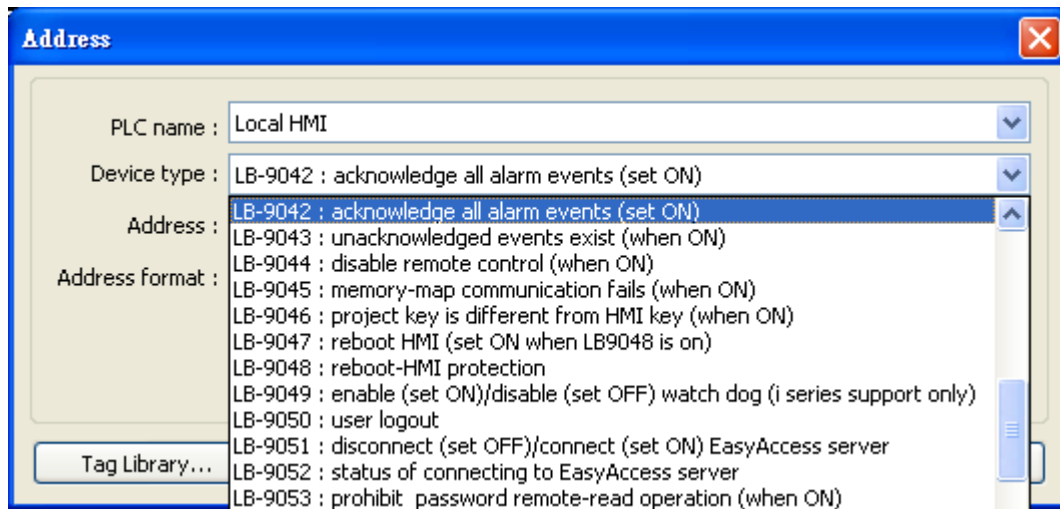 Address
PLC name : Local HMI
Device type : LB-9042 : acknowledge all alarm events (set ON)
LB-9042 : acknowledge all alarm events (set ON)
Address :
LB-9043 : unacknowledged events exist (when ON)
LB-9044 : disable remote control (when ON)
Address format :
LB-9045 : memory-map communication fails (when ON)
LB-9046 : project key is different from HMI key (when ON)
LB-9047 : reboot HMI (set ON when LB9048 is on)
LB-9048 : reboot-HMI protection
LB-9049 : enable (set ON)/disable (set OFF) watch dog (i series support only)
LB-9050 : user logout
LB-9051 : disconnect (set OFF)/connect (set ON) EasyAccess server
Tag Library...
LB-9052 : status of connecting to EasyAccess server
LB-9053 : prohibit  password remote-read operation (when ON)